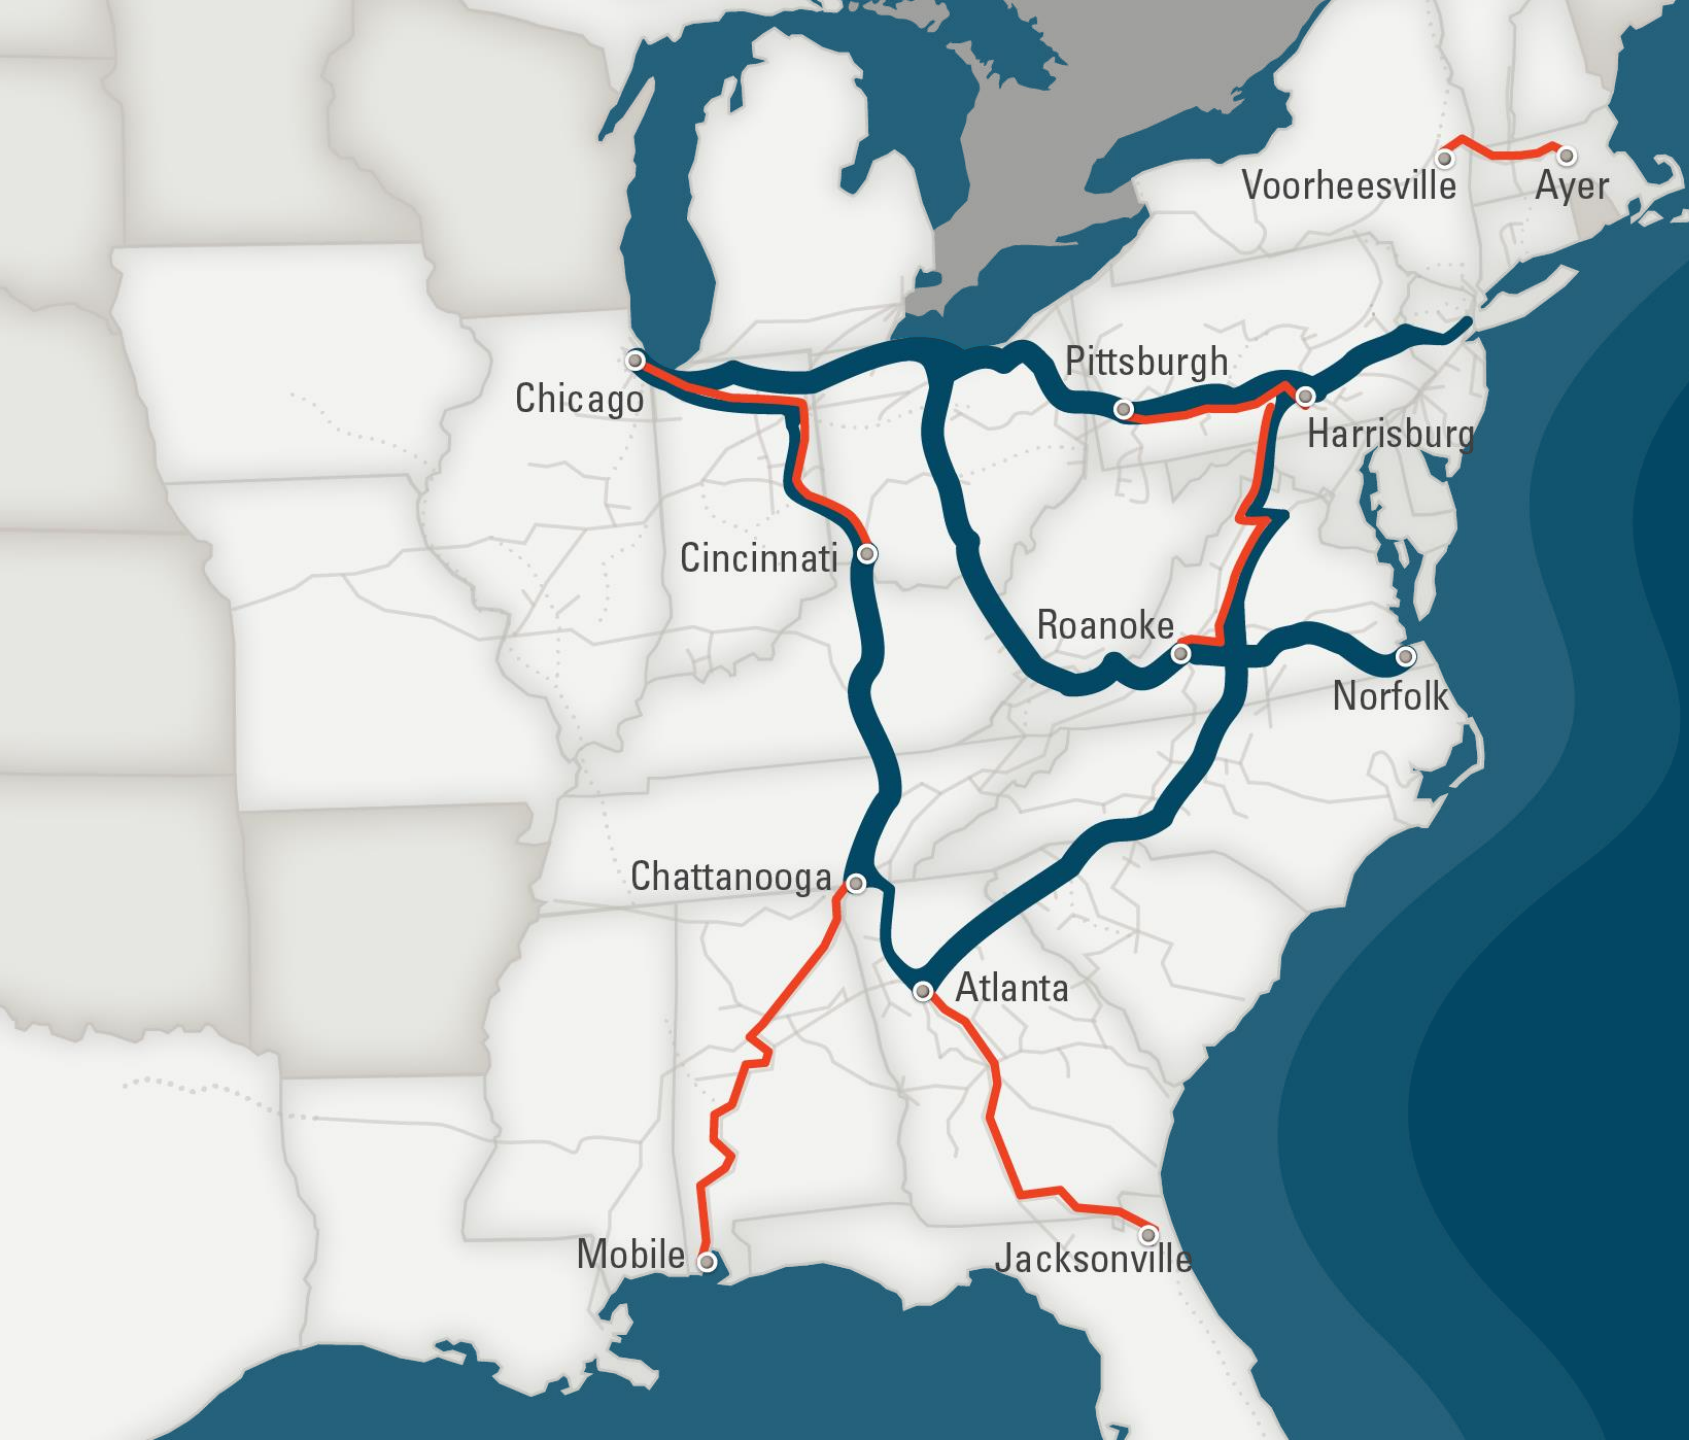 Voorheesville
Ayer
Pittsburgh
Chicago
Harrisburg
Cincinnati
Roanoke
Norfolk
Chattanooga
Atlanta
Mobile
Jacksonville